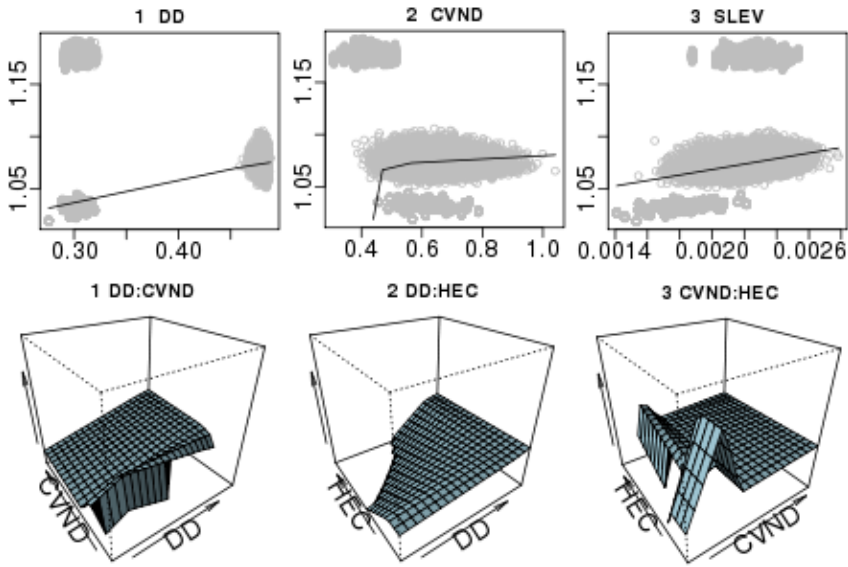 1 DD
2 CVND
3 SLEV
1.05 1.15
0.30 0.40
1.05 1.15
0.4 0.6 0.8 1.0
1.05 1.15
0.0014 0.0020 0.0026
1 DD:CVND
2 DD:HEC
3 CVND:HEC
CVND
DD
HEC
DD
HEC
CVND